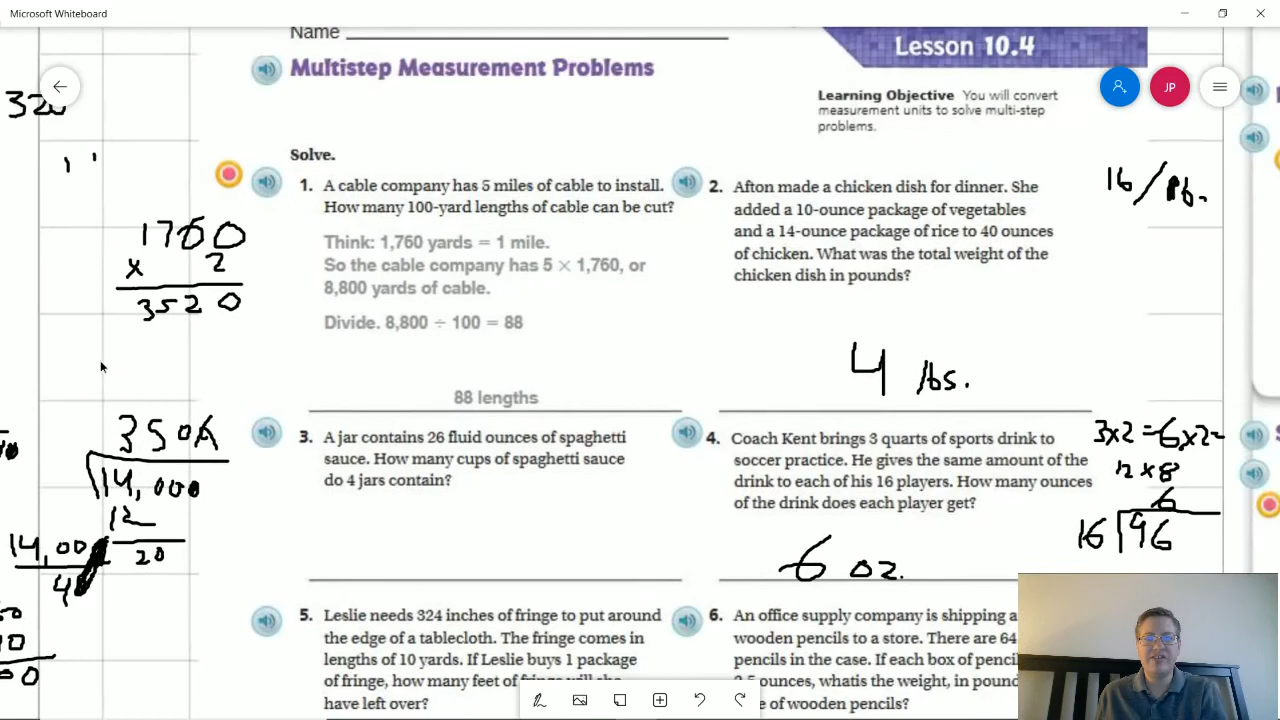 Microsoft Whiteboard
Name
Lesson 10.4
Multistep Measurement Problems
JP
Learning Objective You will convert
measurement units to solve multi-step
problems.
Solve.
1. A cable company has 5 miles of cable to install.
How many 100-yard lengths of cable can be cut?
Think: 1,760 yards = 1 mile.
So the cable company has 5 × 1,760, or
8,800 yards of cable.
Divide. 8,800 ÷ 100 = 88
88 lengths
2. Afton made a chicken dish for dinner. She
added a 10-ounce package of vegetables
and a 14-ounce package of rice to 40 ounces
of chicken. What was the total weight of the
chicken dish in pounds?
4 lbs.
16/lb.
1760
x 2
3520
14,000
12
20
3. A jar contains 26 fluid ounces of spaghetti
sauce. How many cups of spaghetti sauce
do 4 jars contain?
4. Coach Kent brings 3 quarts of sports drink to
soccer practice. He gives the same amount of the
drink to each of his 16 players. How many ounces
of the drink does each player get?
6 oz.
3x2=6x2=
12x8
6
16 96
5. Leslie needs 324 inches of fringe to put around
the edge of a tablecloth. The fringe comes in
lengths of 10 yards. If Leslie buys 1 package
of fringe, how many feet of fringe will she
have left over?
6. An office supply company is shipping a
wooden pencils to a store. There are 64
pencils in the case. If each box of pencil
ounces, whatis the weight, in pound
of wooden pencils?